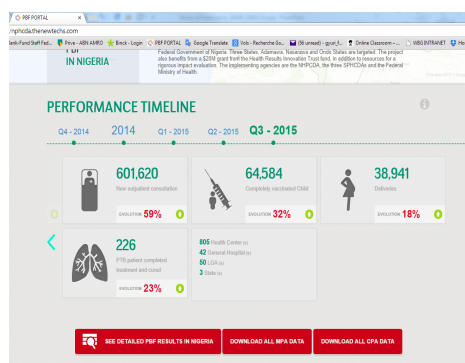 PBF PORTAL
/nphcda.thenewtechs.com
Bank-Fund Staff Fed...
Prive - ABN AMRO
Binck - Login
PBF PORTAL
Google Translate
Vols - Recherche Go...
Online Classroom - ...
WBG INTRANET
Federal Government of Nigeria. Three States, Adamawa, Nasarawa and Ondo States are targeted. The project
IN NIGERIA
also benefits from a $20M grant from the Health Results Innovation Trust fund, in addition to resources for a
rigorous impact evaluation. The implementing agencies are the NHPCDA, the three SPHCDAs and the Federal
Ministry of Health.
PERFORMANCE TIMELINE
Q4 - 2014
2014
Q1 - 2015
Q2 - 2015
Q3 - 2015
601,620
New outpatient consultation
EVOLUTION 59%
64,584
Completely vaccinated Child
EVOLUTION 32%
38,941
Deliveries
EVOLUTION 18%
226
PTB patient completed
treatment and cured
EVOLUTION 23%
805 Health Center (s)
42 General Hospital (s)
50 LGA (s)
3 State (s)
SEE DETAILED PBF RESULTS IN NIGERIA
DOWNLOAD ALL MPA DATA
DOWNLOAD ALL CPA DATA